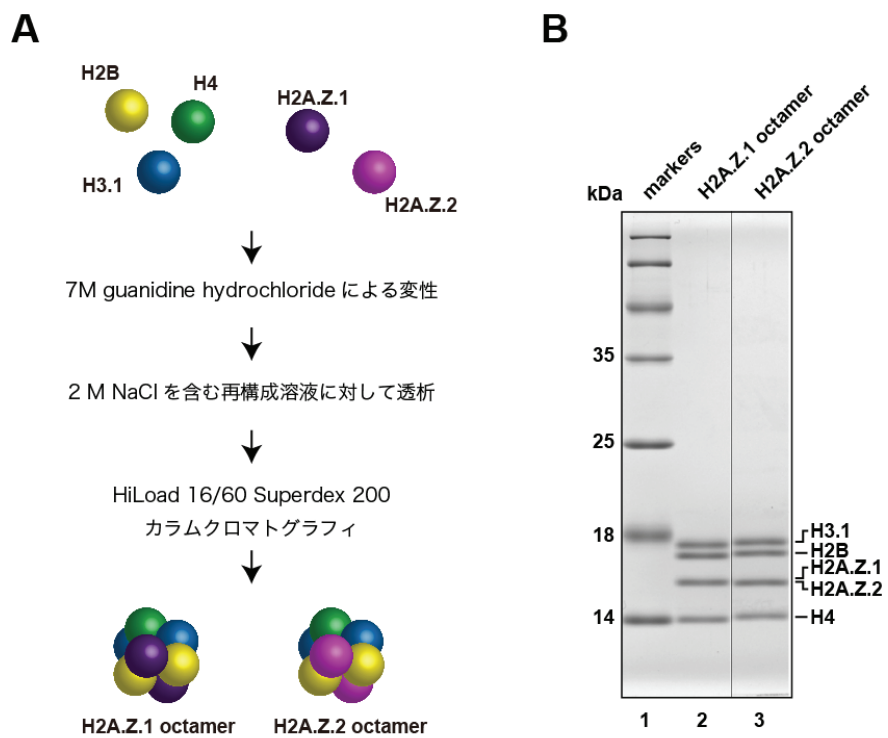 A
H2B
H4
H2A.Z.1
H3.1
H2A.Z.2
7M guanidine hydrochloride による変性
2 M NaCl を含む再構成溶液に対して透析
HiLoad 16/60 Superdex 200
カラムクロマトグラフィ
H2A.Z.1 octamer
H2A.Z.2 octamer
B
kDa
markers
H2A.Z.1 octamer
H2A.Z.2 octamer
35
25
18
14
H3.1
H2B
H2A.Z.1
H2A.Z.2
H4
1 2 3